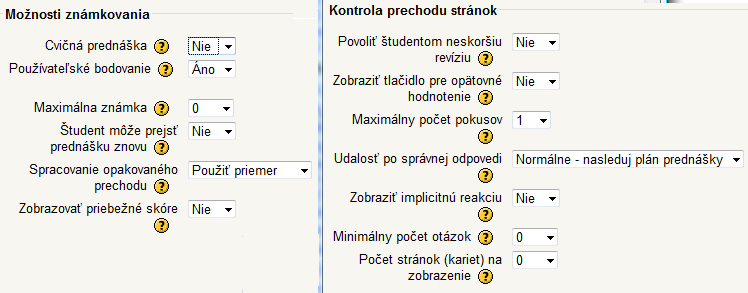 Možnosti známkovania
Cvičná prednáška ? Nie
Používateľské bodovanie ? Áno
Maximálna známka ? 0
Študent môže prejsť
prednášku znovu ? Nie
Spracovanie opakovaného
prechodu ? Použiť priemer
Zobrazovať priebežné skóre
? Nie
Kontrola prechodu stránok
Povoliť študentom neskoršiu
revíziu ? Nie
Zobraziť tlačidlo pre opätovné
hodnotenie ? Nie
Maximálny počet pokusov
? 1
Udalosť po správnej odpovedi
? Normálne - nasleduj plán prednášky
Zobraziť implicitnú reakciu
? Nie
Minimálny počet otázok ? 0
Počet stránok (kariet) na
zobrazenie ? 0